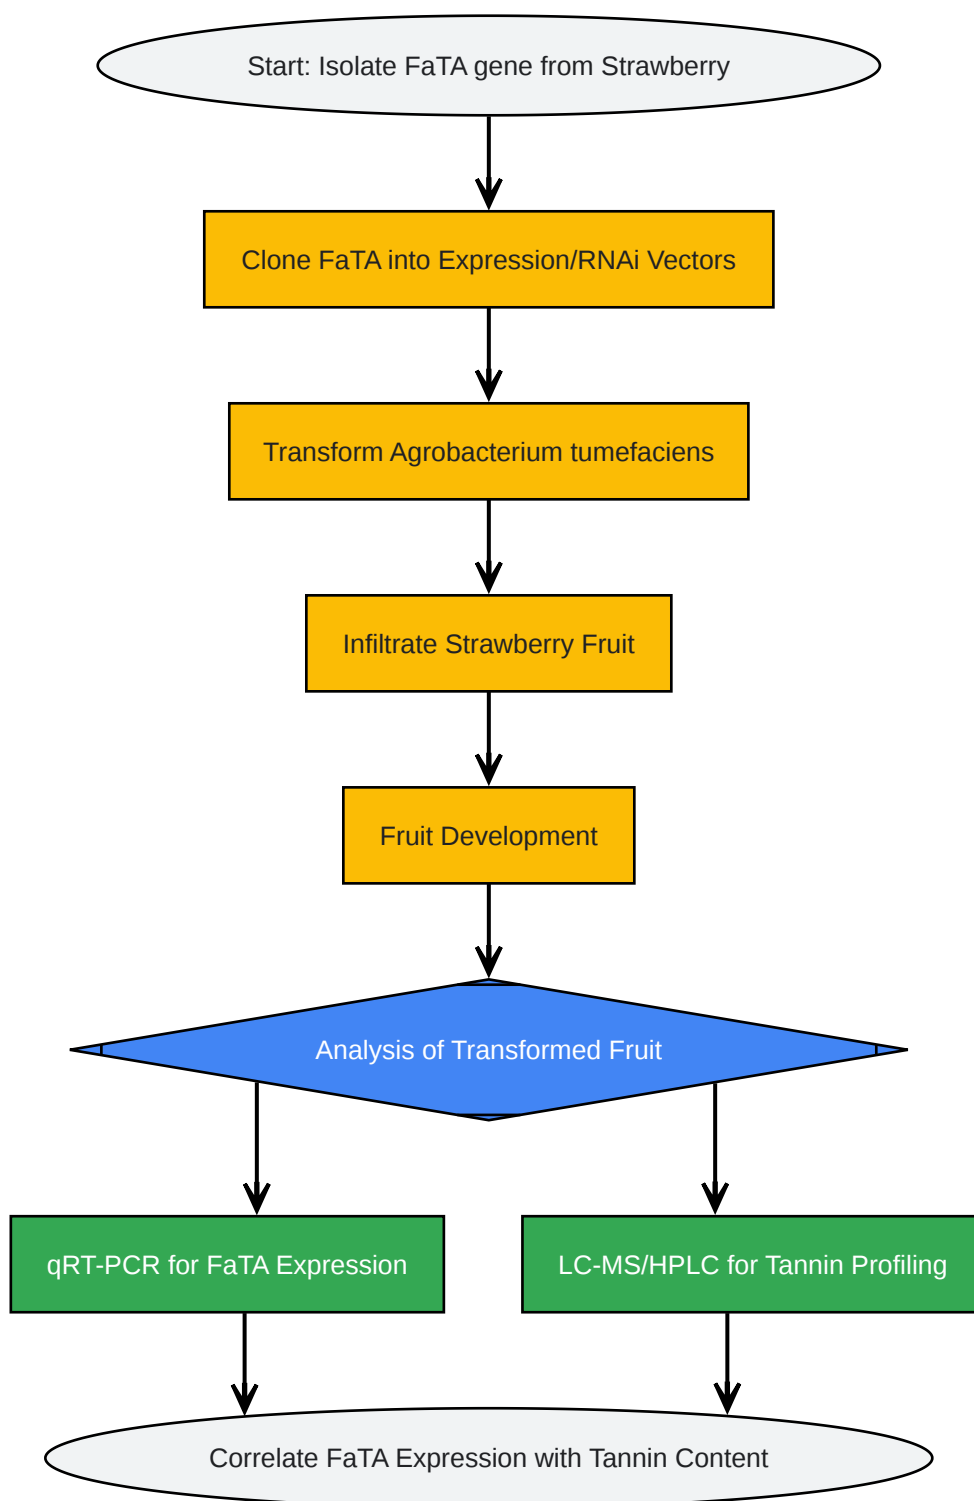 Start: Isolate FaTA gene from Strawberry
Clone FaTA into Expression/RNAi Vectors
Transform Agrobacterium tumefaciens
Infiltrate Strawberry Fruit
Fruit Development
Analysis of Transformed Fruit
qRT-PCR for FaTA Expression
LC-MS/HPLC for Tannin Profiling
Correlate FaTA Expression with Tannin Content